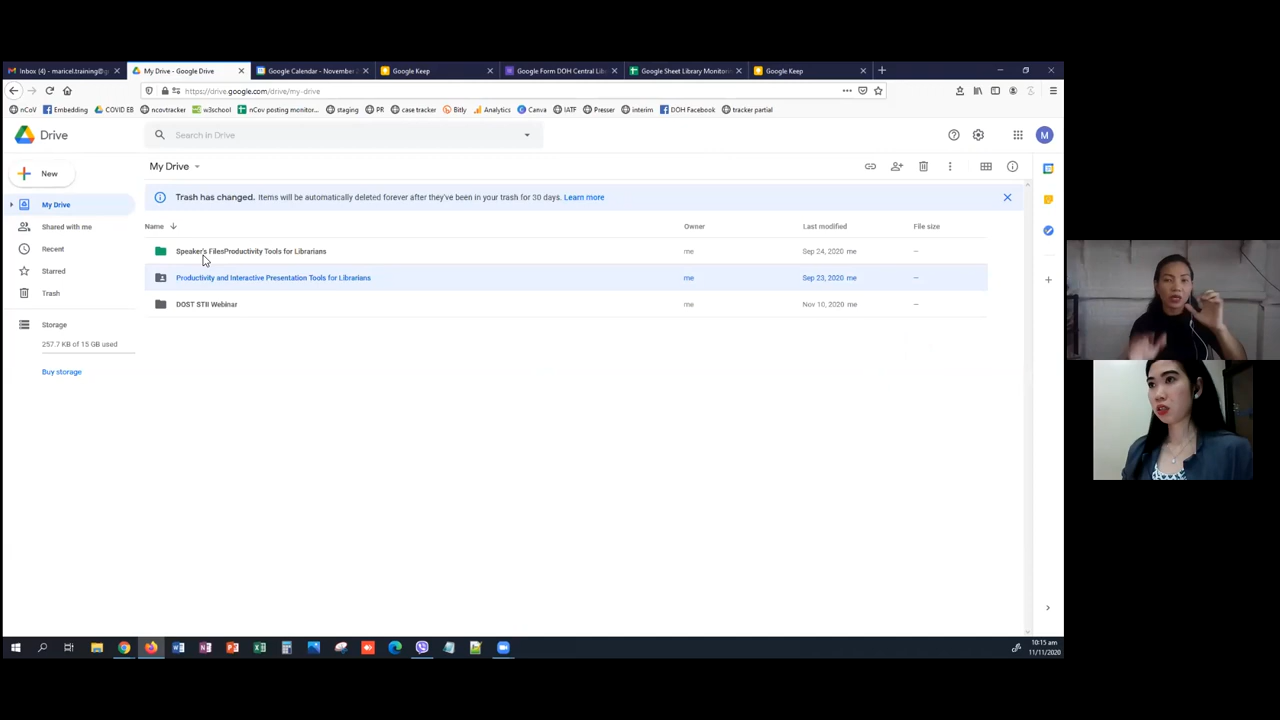 Inbox (4) - maricel.training@g
My Drive - Google Drive
Google Calendar - November 2
Google Keep
Google Form DOH Central Lib
Google Sheet Library Monitorin
Google Keep
https://drive.google.com/drive/my-drive
nCoV
Embedding
COVID EB
ncovtracker
w3school
nCov posting monitor...
staging
PR
case tracker
Bitly
Analytics
Canva
IATF
Presser
interim
DOH Facebook
tracker partial
Drive
Search in Drive
M
New
My Drive
My Drive
Shared with me
Recent
Starred
Trash
Storage
257.7 KB of 15 GB used
Buy storage
Trash has changed. Items will be automatically deleted forever after they've been in your trash for 30 days. Learn more
Name Owner Last modified File size
Speaker's FilesProductivity Tools for Librarians me Sep 24, 2020 me –
Productivity and Interactive Presentation Tools for Librarians me Sep 23, 2020 me –
DOST STII Webinar me Nov 10, 2020 me –
10:15 am
11/11/2020